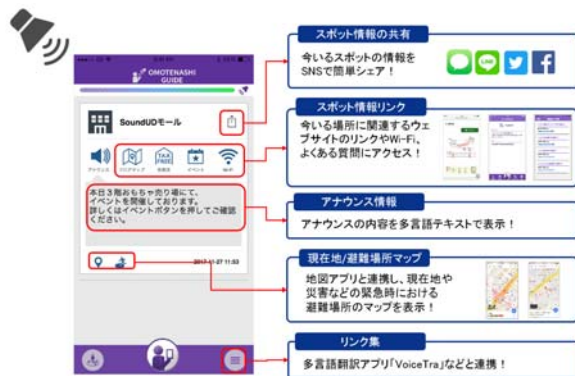 OMOTENASHI
GUIDE
SoundUDモール
アナウンス
フロアマップ
免税店
イベント
Wi-Fi
TAX
FREE
本日3階おもちゃ売り場にて、
イベントを開催しております。
詳しくはイベントボタンを押してご確認
ください。
2017-11-27 11:53
スポット情報の共有
今いるスポットの情報を
SNSで簡単シェア!
LINE
スポット情報リンク
今いる場所に関連するウェ
ブサイトのリンクやWi-Fi、
よくある質問にアクセス!
アナウンス情報
アナウンスの内容を多言語テキストで表示!
現在地/避難場所マップ
地図アプリと連携し、現在地や
災害などの緊急時における
避難場所のマップを表示!
リンク集
多言語翻訳アプリ「VoiceTra」などと連携!